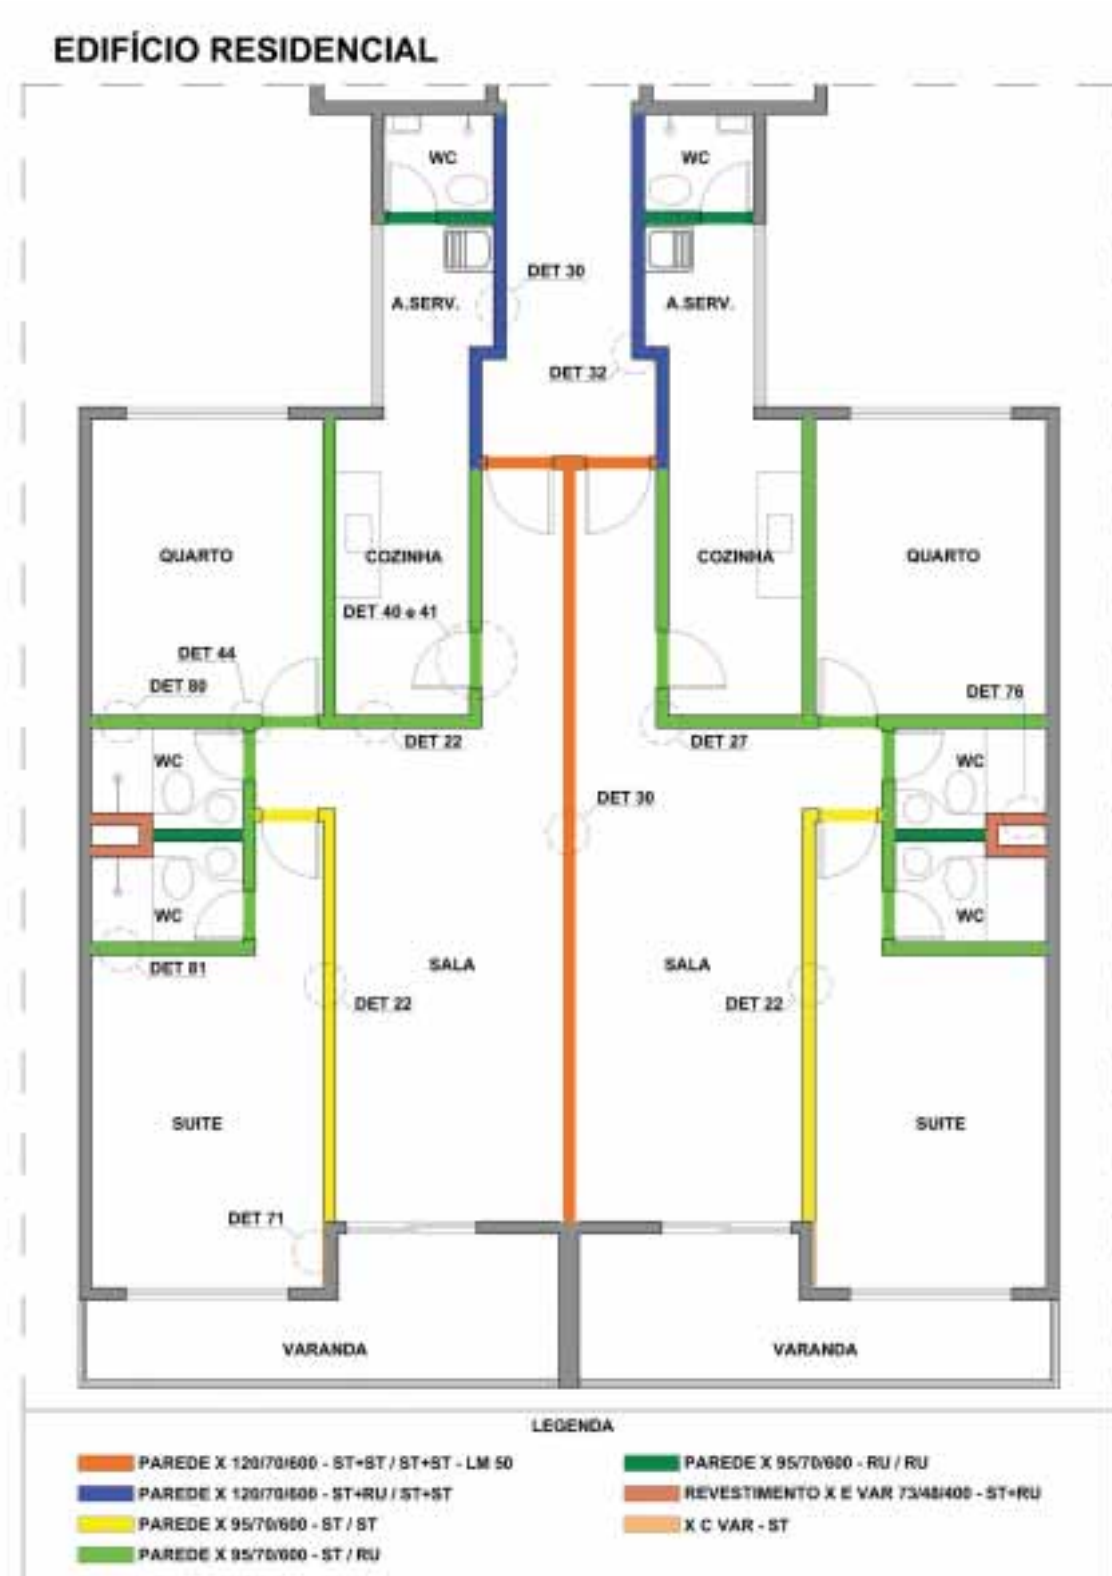 EDIFÍCIO RESIDENCIAL
WC
WC
DET 30
A.SERV.
A.SERV.
DET 32
QUARTO
COZINHA
COZINHA
QUARTO
DET 40 e 41
DET 44
DET 80
DET 76
DET 22
DET 27
WC
WC
DET 30
WC
WC
DET 81
SALA
SALA
DET 22
DET 22
SUITE
SUITE
DET 71
VARANDA
VARANDA
LEGENDA
PAREDE X 120/70/600 - ST+ST / ST+ST - LM 50
PAREDE X 120/70/600 - ST+RU / ST+ST
PAREDE X 95/70/600 - ST / ST
PAREDE X 95/70/600 - ST / RU
PAREDE X 95/70/600 - RU / RU
REVESTIMENTO X E VAR 73/48/400 - ST+RU
X C VAR - ST